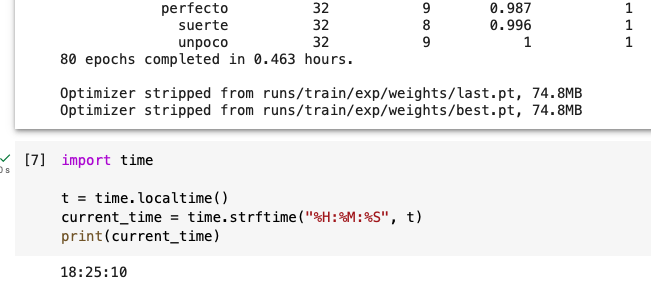 perfecto 32 9 0.987 1
suerte 32 8 0.996 1
unpoco 32 9 1 1
80 epochs completed in 0.463 hours.
Optimizer stripped from runs/train/exp/weights/last.pt, 74.8MB
Optimizer stripped from runs/train/exp/weights/best.pt, 74.8MB
[7] import time
0s
t = time.localtime()
current_time = time.strftime("%H:%M:%S", t)
print(current_time)
18:25:10